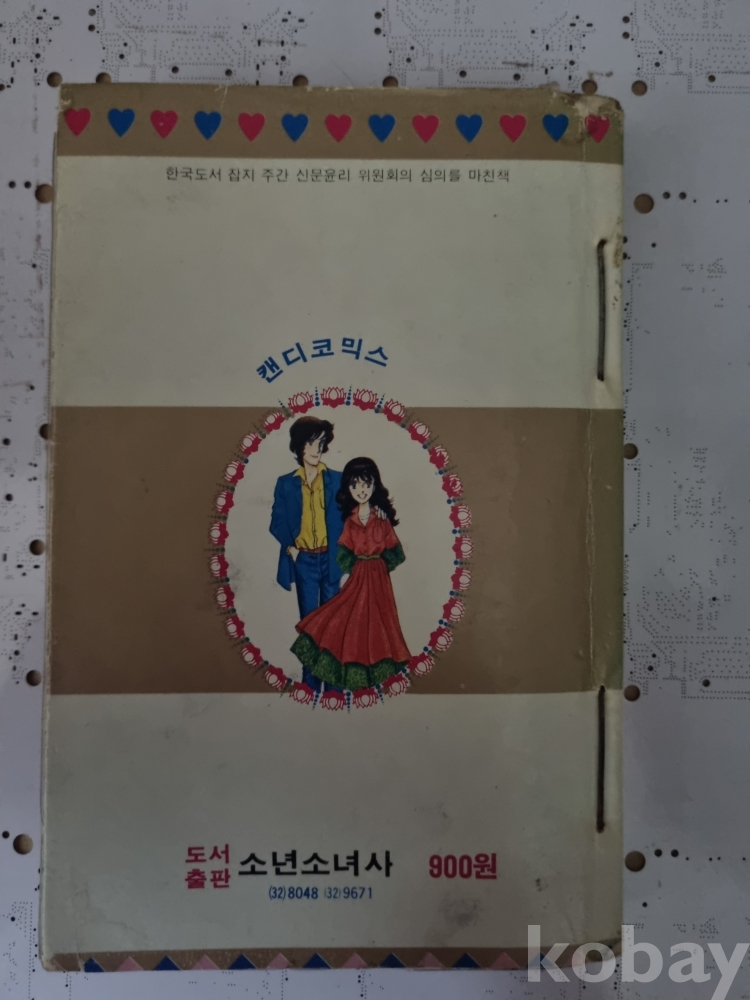 한국도서 잡지 주간 신문윤리 위원회의 심의를 마친책
캔디코믹스
도서출판 소년소녀사 900원
(32)8048 (32)9671
kobay